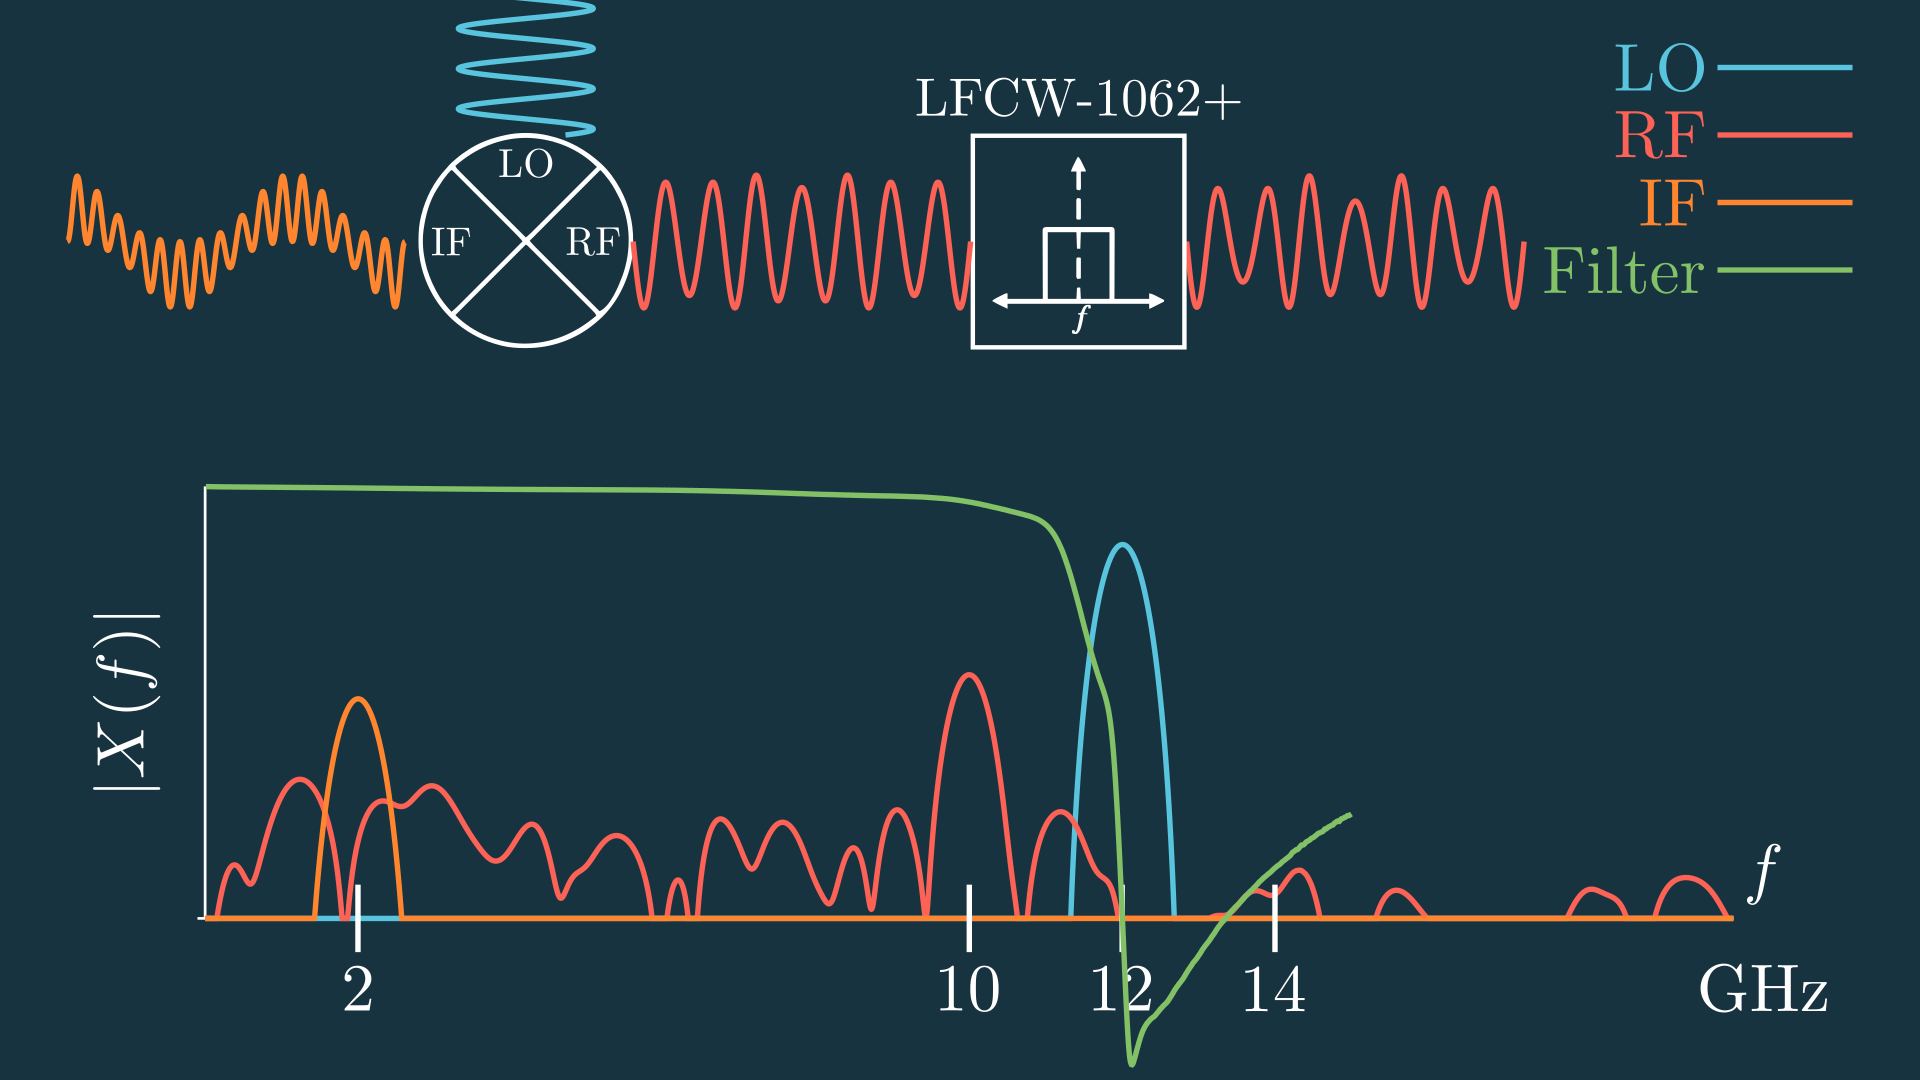 LFCW-1062+
LO
RF
IF
Filter
LO
IF
RF
f
|X(f)|
f
2
10
12
14
GHz